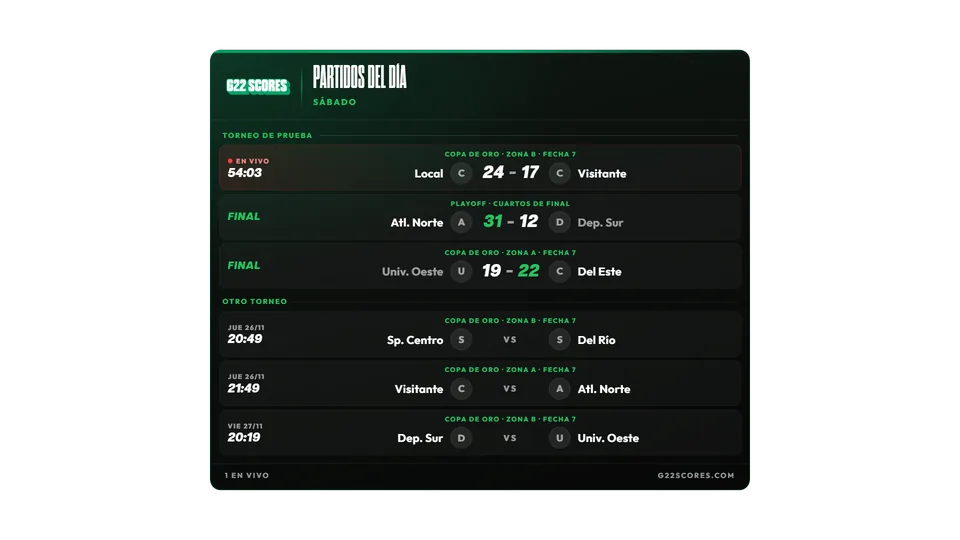 G22 SCORES
PARTIDOS DEL DÍA
SÁBADO
TORNEO DE PRUEBA
COPA DE ORO · ZONA B · FECHA 7
EN VIVO
54:03
Local C 24 - 17 C Visitante
PLAYOFF · CUARTOS DE FINAL
FINAL
Atl. Norte A 31 - 12 D Dep. Sur
COPA DE ORO · ZONA A · FECHA 7
FINAL
Univ. Oeste U 19 - 22 C Del Este
OTRO TORNEO
COPA DE ORO · ZONA B · FECHA 7
JUE 26/11
20:49
Sp. Centro S VS S Del Río
COPA DE ORO · ZONA A · FECHA 7
JUE 26/11
21:49
Visitante C VS A Atl. Norte
COPA DE ORO · ZONA B · FECHA 7
VIE 27/11
20:19
Dep. Sur D VS U Univ. Oeste
1 EN VIVO
G22SCORES.COM